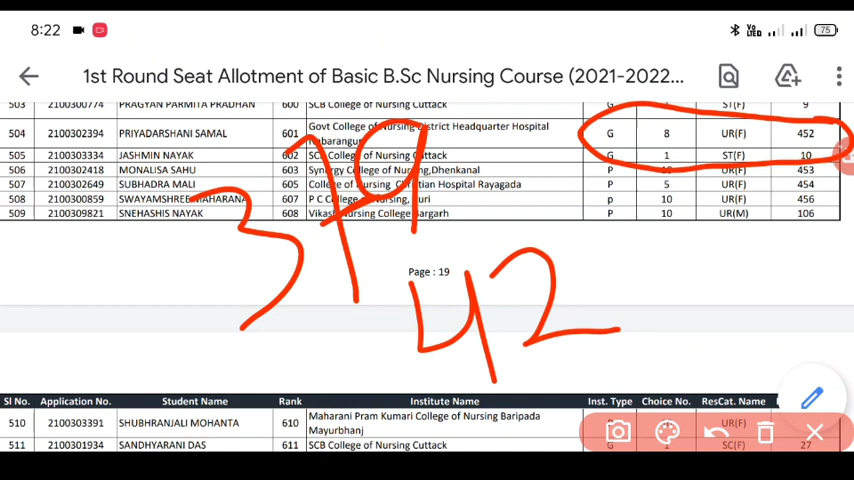 8:22 Vo LTED 75
1st Round Seat Allotment of Basic B.Sc Nursing Course (2021-2022...
503 2100300774 PRAGYAN PARMITA PRADHAN 600 SCB College of Nursing Cuttack G ST(F) 9
504 2100302394 PRIYADARSHANI SAMAL 601 Govt College of Nursing District Headquarter Hospital G 8 UR(F) 452
505 2100303334 JASHMIN NAYAK 602 SCB College of Nursing Cuttack G 1 ST(F) 10
506 2100302418 MONALISA SAHU 603 Synergy College of Nursing,Dhenkanal P 10 UR(F) 453
507 2100302649 SUBHADRA MALI 605 College of Nursing Christian Hospital Rayagada P 5 UR(F) 454
508 2100300859 SWAYAMSHREE MAHARANA 607 P C College of Nursing, Puri p 10 UR(F) 456
509 2100309821 SNEHASHIS NAYAK 608 Vikash Nursing College Bargarh P 10 UR(M) 106
379
Page : 19
42
Sl No. Application No. Student Name Rank Institute Name Inst. Type Choice No. ResCat. Name
510 2100303391 SHUBHRANJALI MOHANTA 610 Maharani Pram Kumari College of Nursing Baripada UR(F)
Mayurbhanj
511 2100301934 SANDHYARANI DAS 611 SCB College of Nursing Cuttack G 1 SC(F) 27